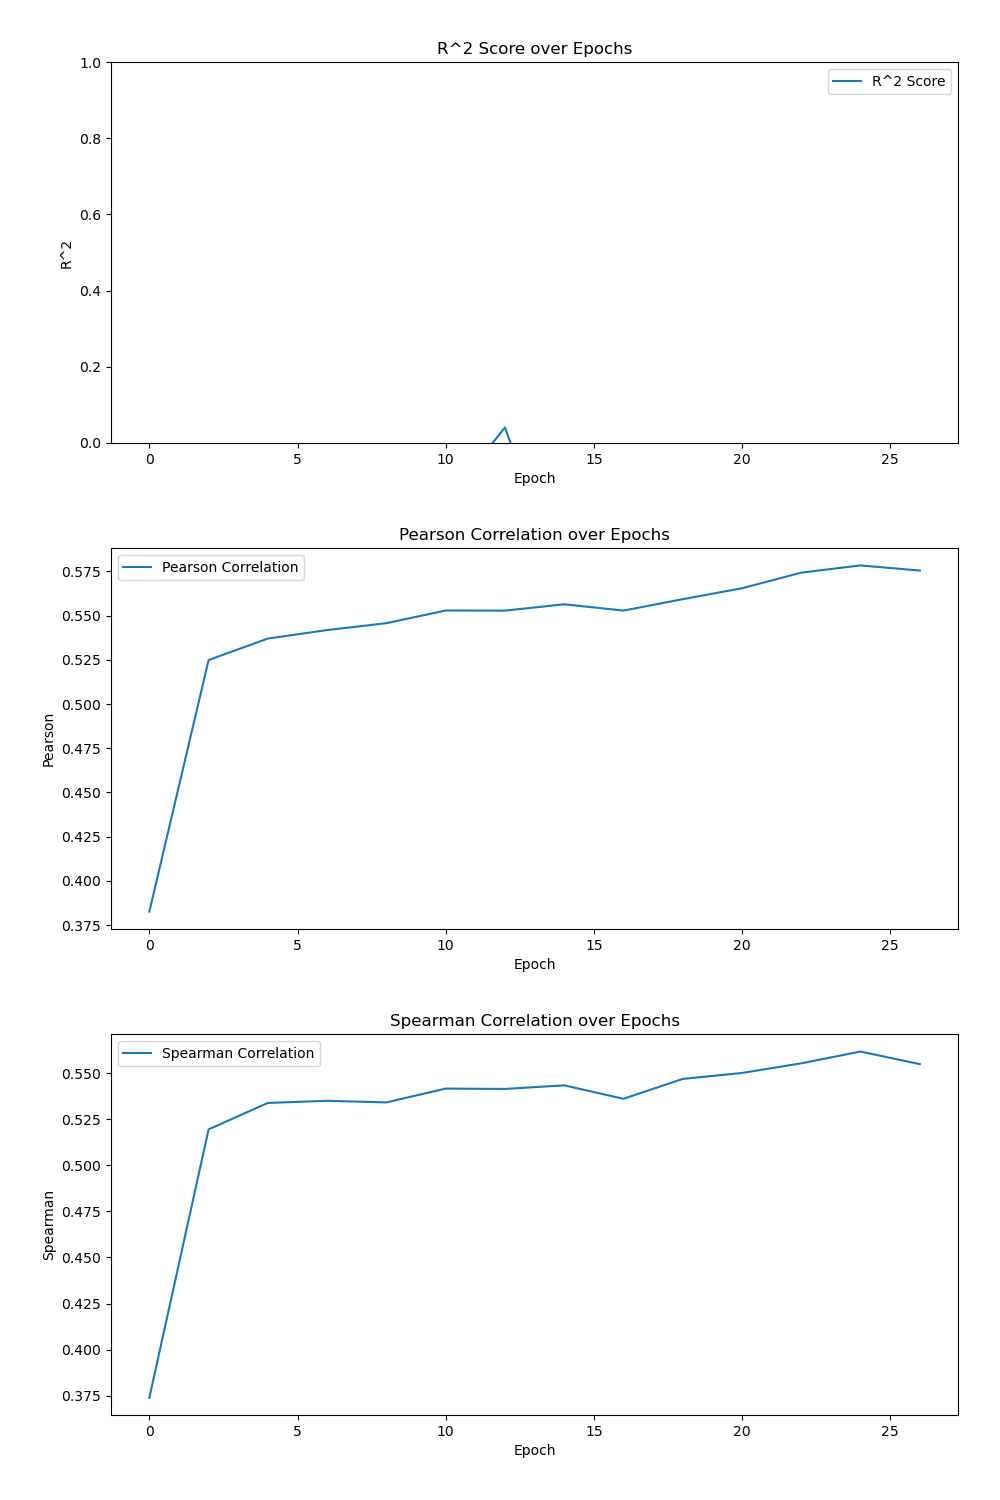 R^2 Score over Epochs
R^2 Score
1.0
0.8
0.6
0.4
0.2
0.0
R^2
0 5 10 15 20 25
Epoch
Pearson Correlation over Epochs
Pearson Correlation
0.575
0.550
0.525
0.500
0.475
0.450
0.425
0.400
0.375
Pearson
0 5 10 15 20 25
Epoch
Spearman Correlation over Epochs
Spearman Correlation
0.550
0.525
0.500
0.475
0.450
0.425
0.400
0.375
Spearman
0 5 10 15 20 25
Epoch